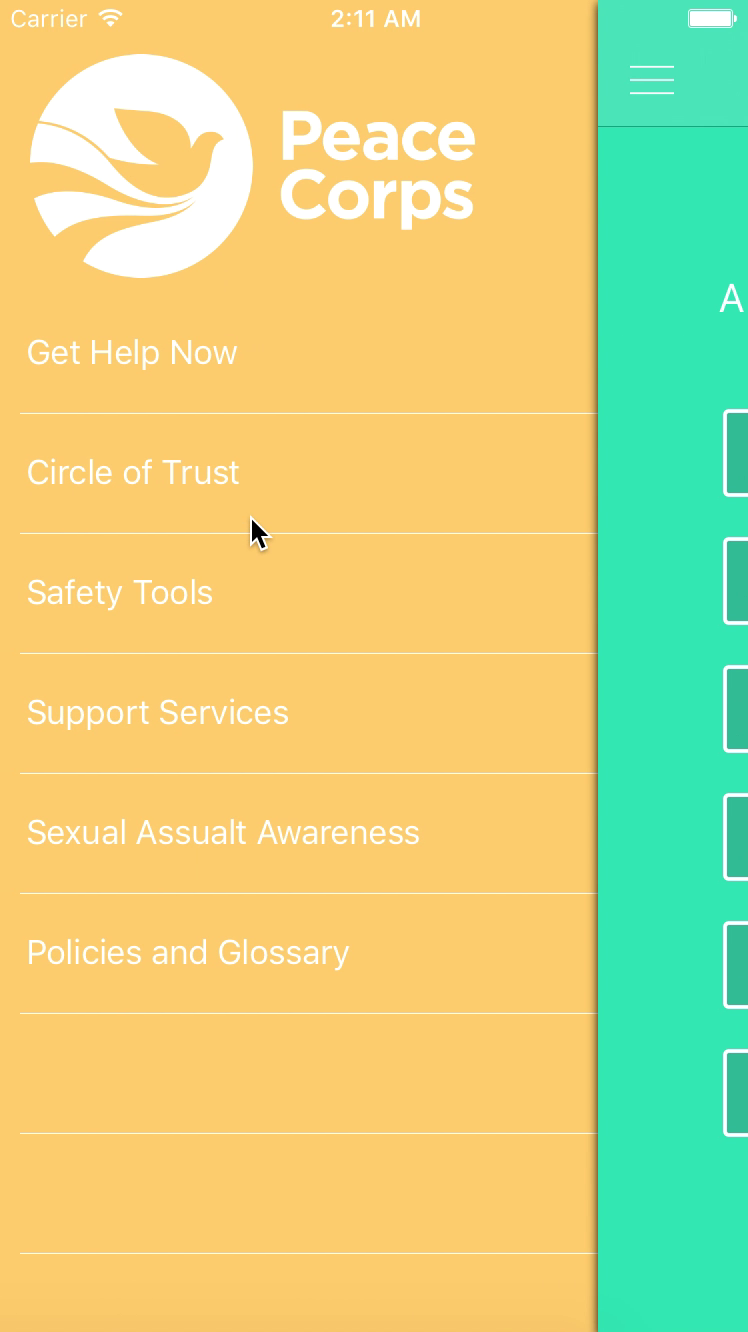 Carrier 2:11 AM
Peace
Corps
A
Get Help Now
Circle of Trust
Safety Tools
Support Services
Sexual Assualt Awareness
Policies and Glossary